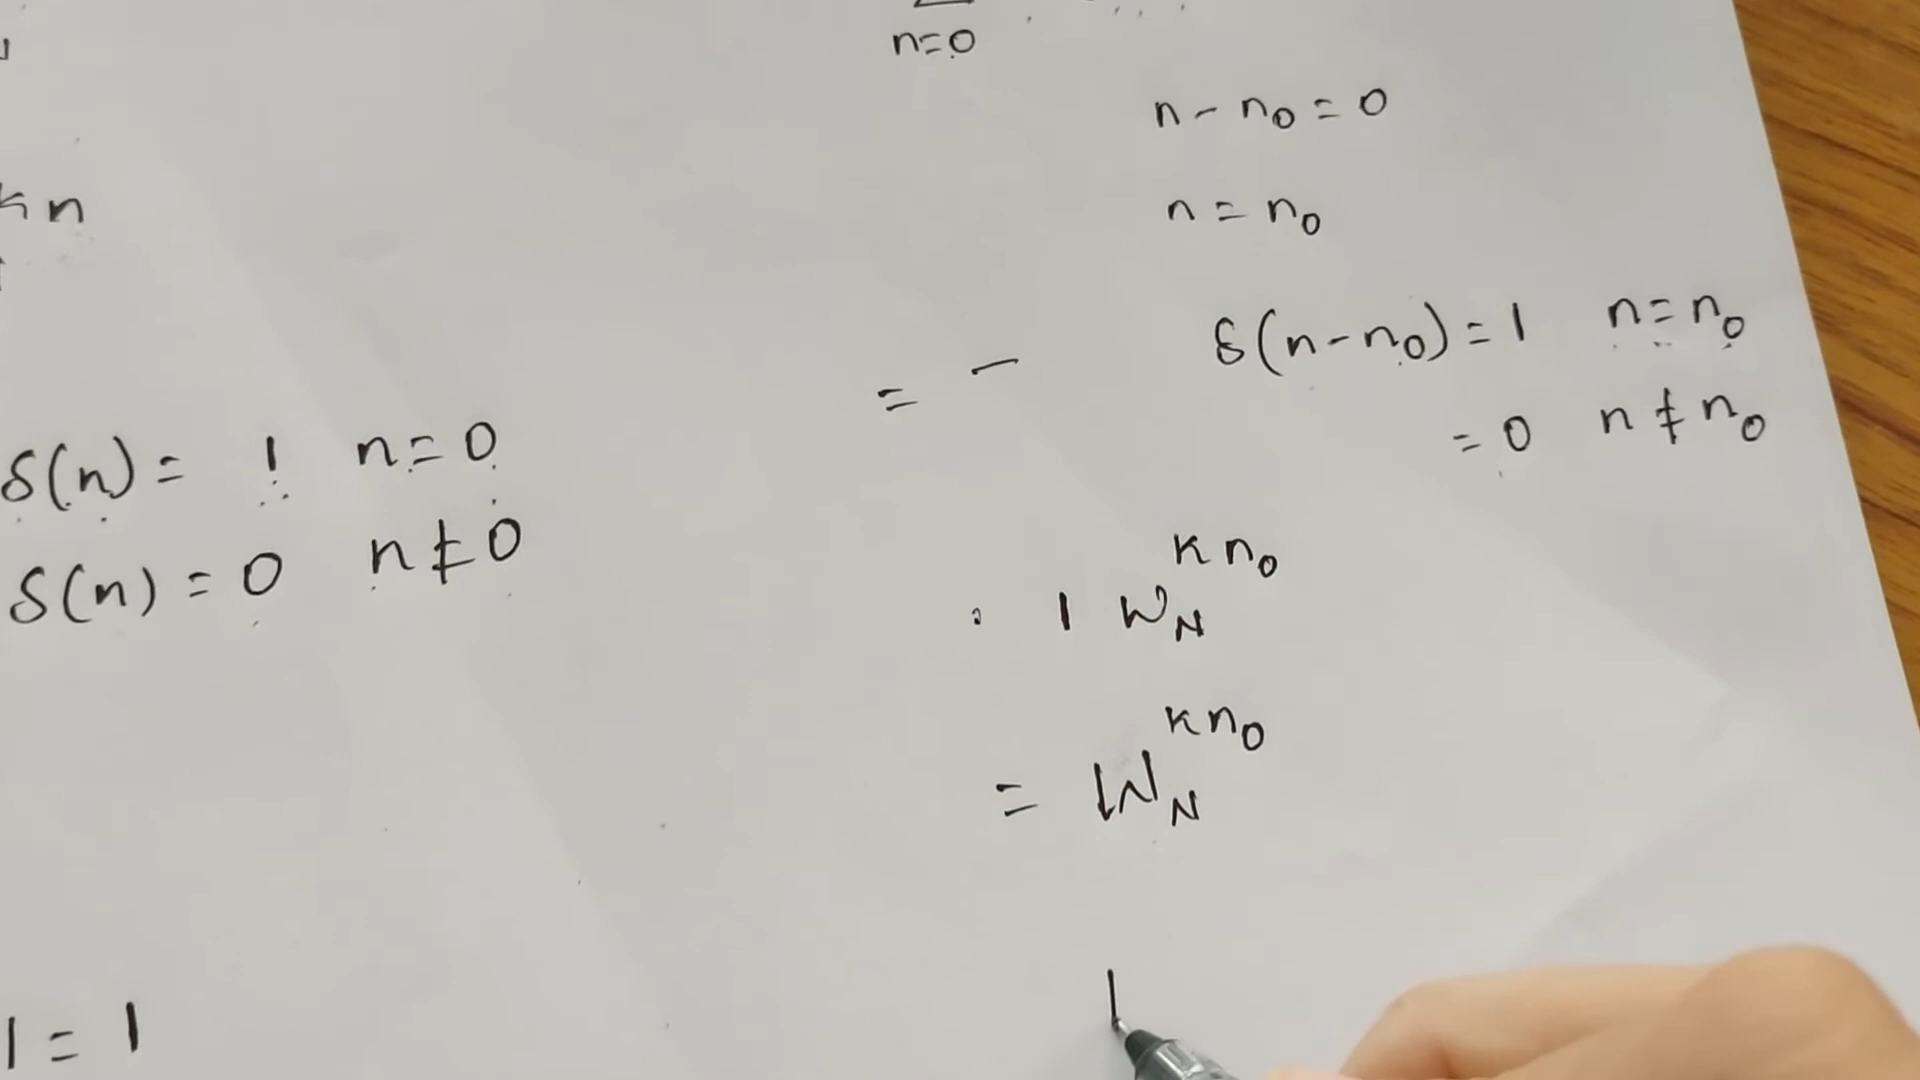 n=0
n - n₀ = 0
kn
n = n₀
δ(n-n₀) = 1 n = n₀
= -
= 0 n ≠ n₀
δ(n) = 1 n = 0
δ(n) = 0 n ≠ 0
1 W_N^{kn₀}
= W_N^{kn₀}
1 = 1